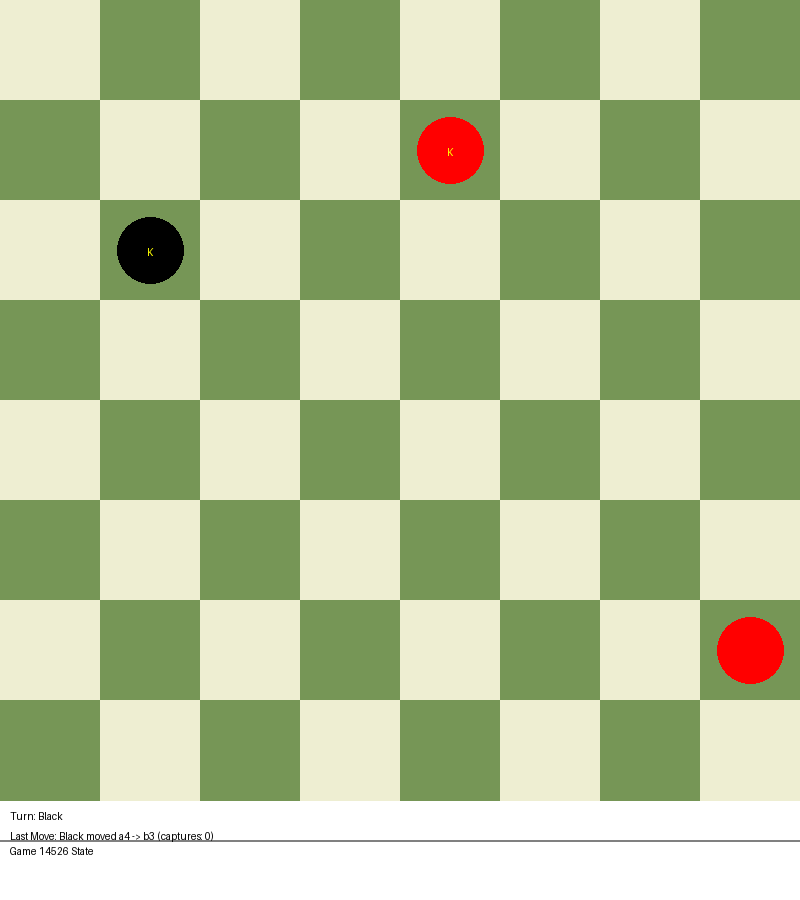 K
K
Turn: Black
Last Move: Black moved a4 -> b3 (captures: 0)
Game 14526 State